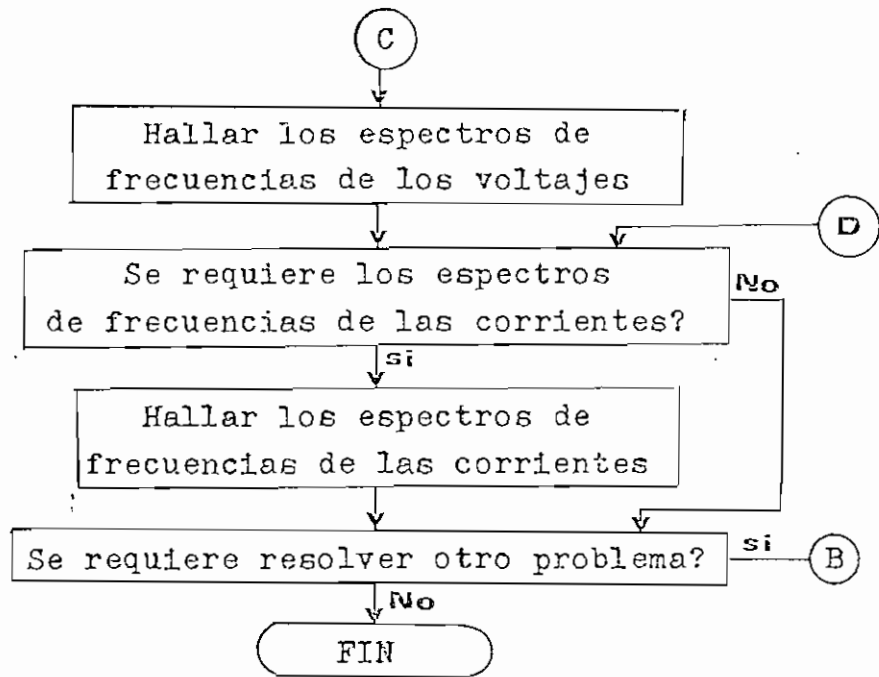 C
Hallar los espectros de
frecuencias de los voltajes
D
Se requiere los espectros
de frecuencias de las corrientes?
No
si
Hallar los espectros de
frecuencias de las corrientes
Se requiere resolver otro problema?
si
B
No
FIN